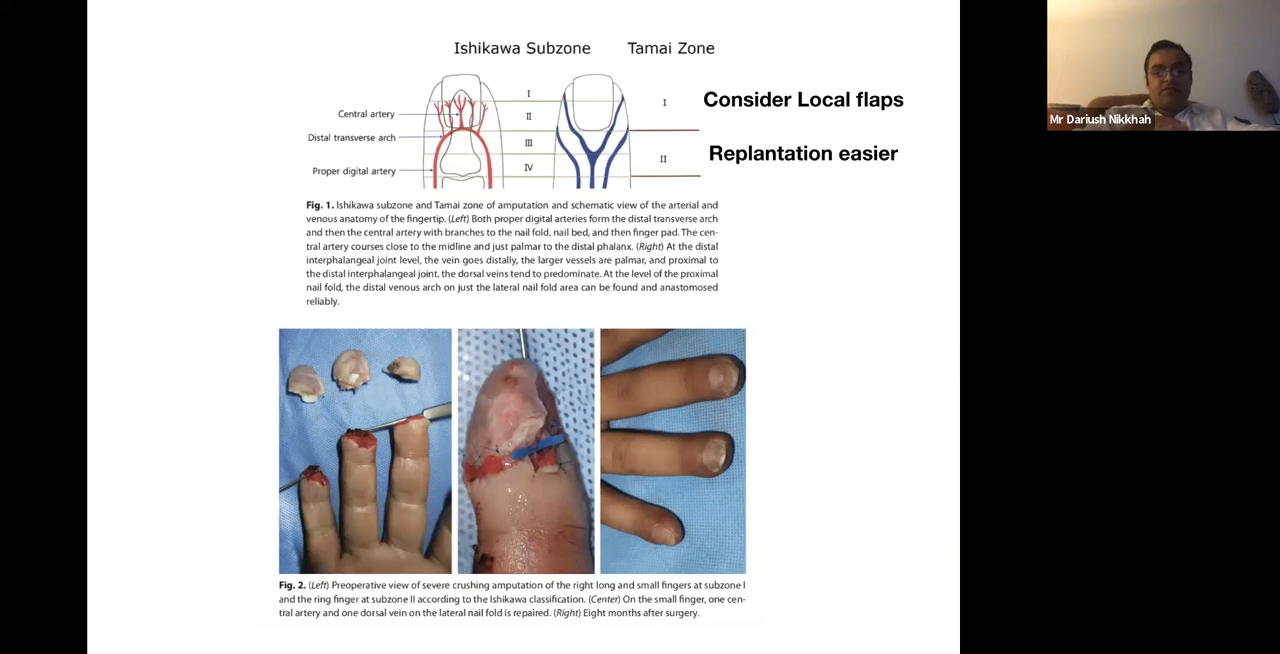 Ishikawa Subzone Tamai Zone
I
I
Consider Local flaps
Central artery
II
Distal transverse arch
III
Replantation easier
II
Proper digital artery
IV
Fig. 1. Ishikawa subzone and Tamai zone of amputation and schematic view of the arterial and
venous anatomy of the fingertip. (Left) Both proper digital arteries form the distal transverse arch
and then the central artery with branches to the nail fold, nail bed, and then finger pad. The cen-
tral artery courses close to the midline and just palmar to the distal phalanx. (Right) At the distal
interphalangeal joint level, the vein goes distally, the larger vessels are palmar, and proximal to
the distal interphalangeal joint, the dorsal veins tend to predominate. At the level of the proximal
nail fold, the distal venous arch on just the lateral nail fold area can be found and anastomosed
reliably.
Fig. 2. (Left) Preoperative view of severe crushing amputation of the right long and small fingers at subzone I
and the ring finger at subzone II according to the Ishikawa classification. (Center) On the small finger, one cen-
tral artery and one dorsal vein on the lateral nail fold is repaired. (Right) Eight months after surgery.
Mr Dariush Nikkhah